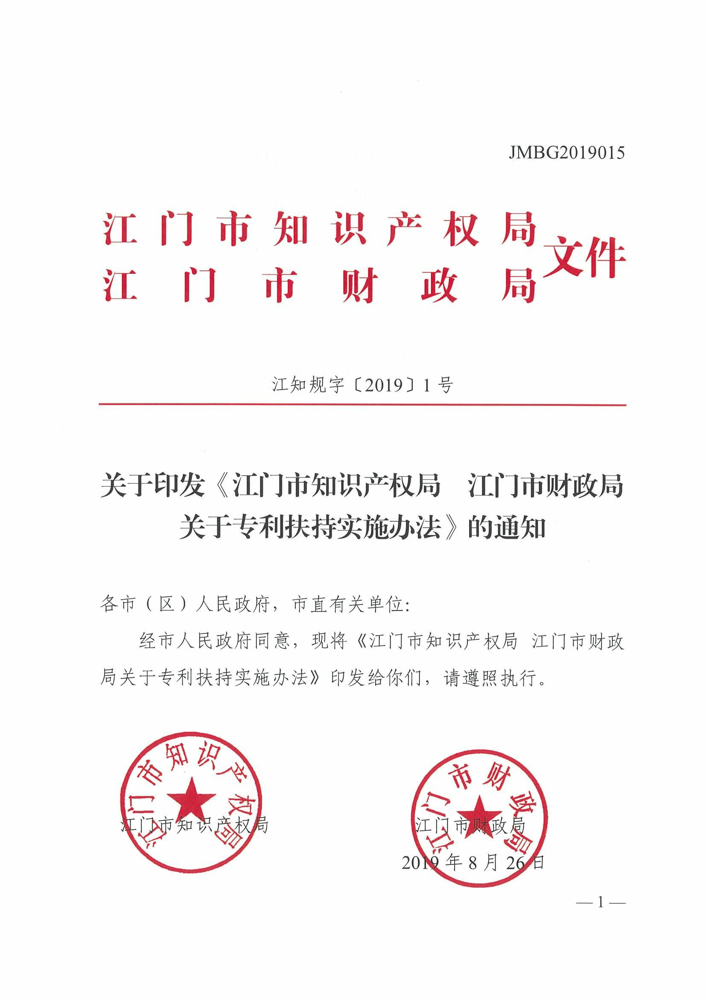 JMBG2019015
江门市知识产权局
江门市财政局
文件
江知规字〔2019〕1号
关于印发《江门市知识产权局　江门市财政局
关于专利扶持实施办法》的通知
各市（区）人民政府，市直有关单位：
经市人民政府同意，现将《江门市知识产权局 江门市财政
局关于专利扶持实施办法》印发给你们，请遵照执行。
江门市知识产权局
江门市财政局
江门市知识产权局
江门市财政局
2019年8月26日
—1—